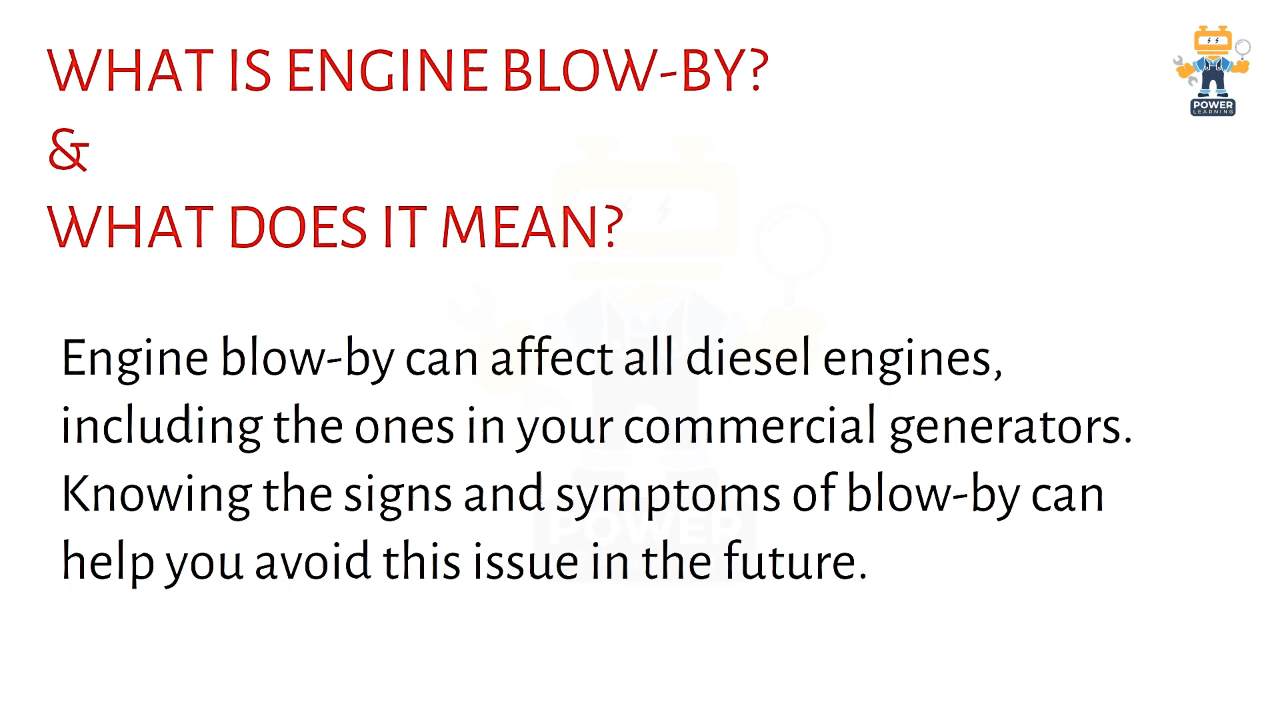 WHAT IS ENGINE BLOW-BY?
POWER
LEARNING
&
WHAT DOES IT MEAN?
Engine blow-by can affect all diesel engines,
including the ones in your commercial generators.
Knowing the signs and symptoms of blow-by can
help you avoid this issue in the future.
POWER